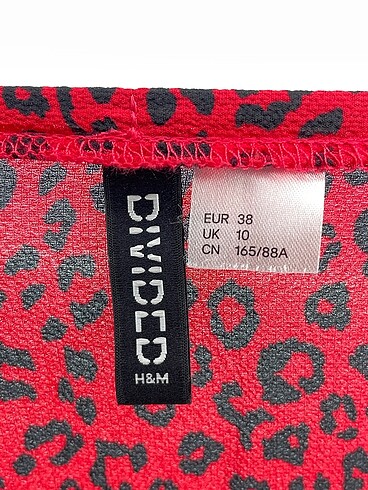 DIVIDED
H&M
EUR 38
UK 10
CN 165/88A